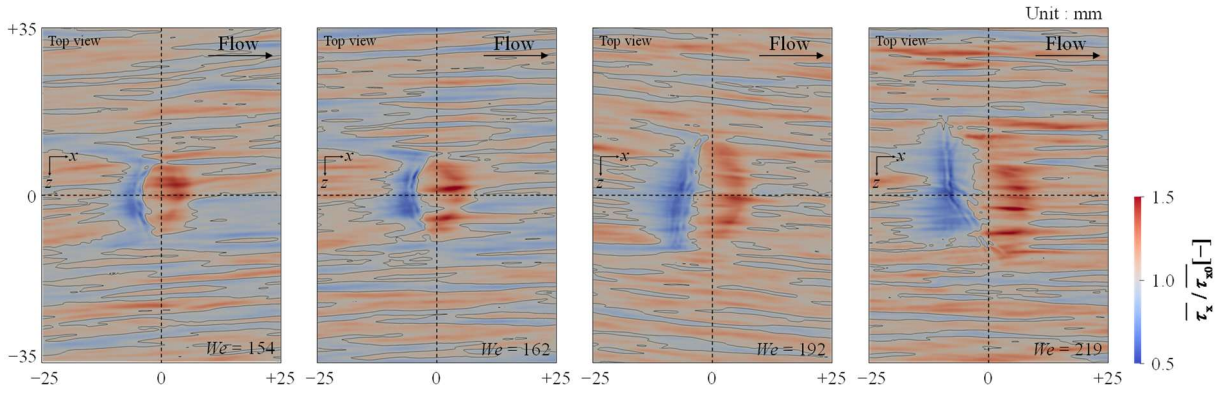 Unit : mm
+35
0
−35
Top view
Flow
x
z
We = 154
−25 0 +25
Top view
Flow
x
z
We = 162
−25 0 +25
Top view
Flow
x
z
We = 192
−25 0 +25
Top view
Flow
x
z
We = 219
−25 0 +25
1.5
1.0
0.5
τx / τx0 [−]